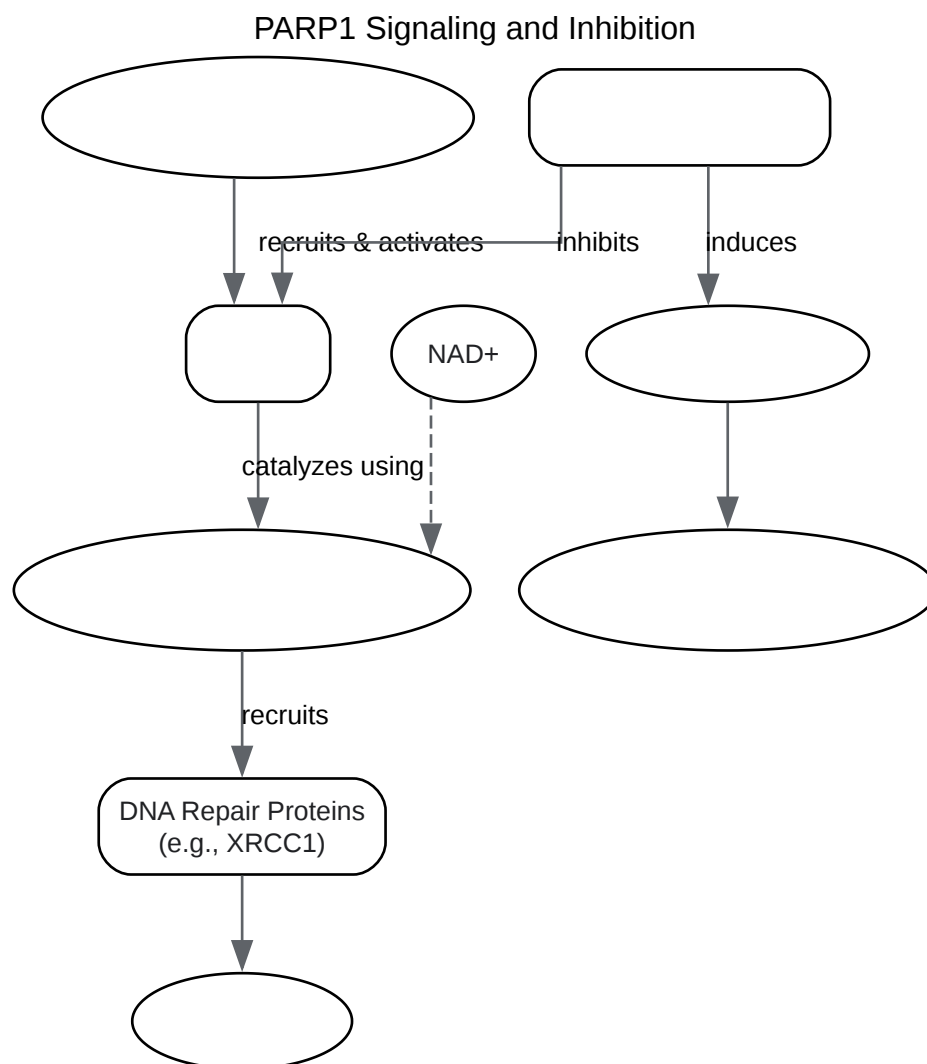 PARP1 Signaling and Inhibition
recruits & activates
inhibits
induces
NAD+
catalyzes using
recruits
DNA Repair Proteins
(e.g., XRCC1)